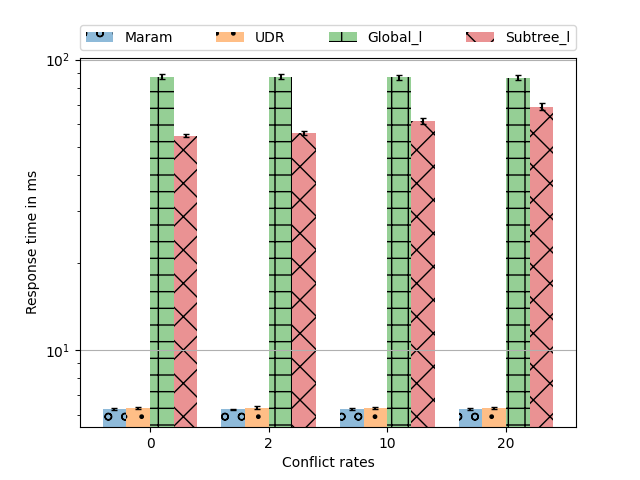 Maram UDR Global_l Subtree_l
10²
10¹
Response time in ms
0 2 10 20
Conflict rates